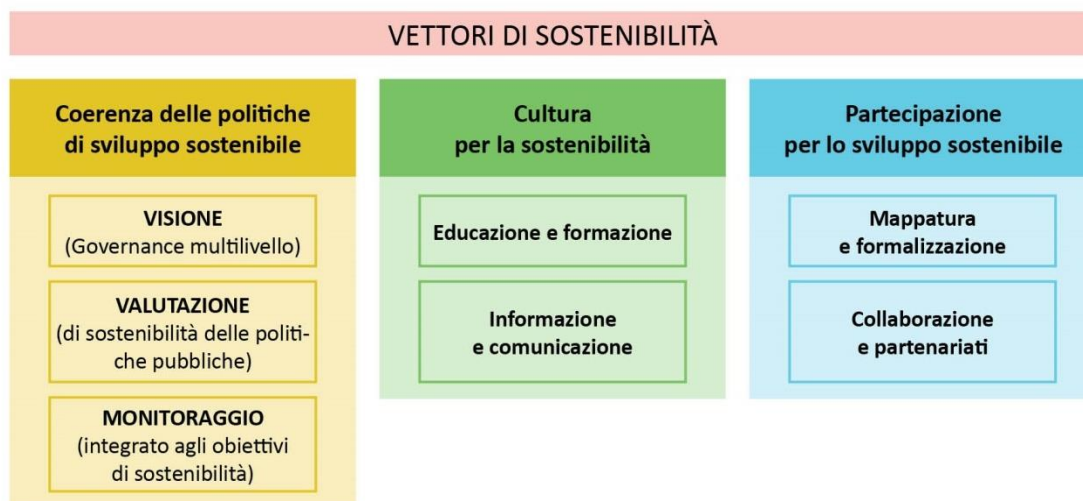 VETTORI DI SOSTENIBILITÀ
Coerenza delle politiche
di sviluppo sostenibile
VISIONE
(Governance multilivello)
VALUTAZIONE
(di sostenibilità delle politi-
che pubbliche)
MONITORAGGIO
(integrato agli obiettivi
di sostenibilità)
Cultura
per la sostenibilità
Educazione e formazione
Informazione
e comunicazione
Partecipazione
per lo sviluppo sostenibile
Mappatura
e formalizzazione
Collaborazione
e partenariati